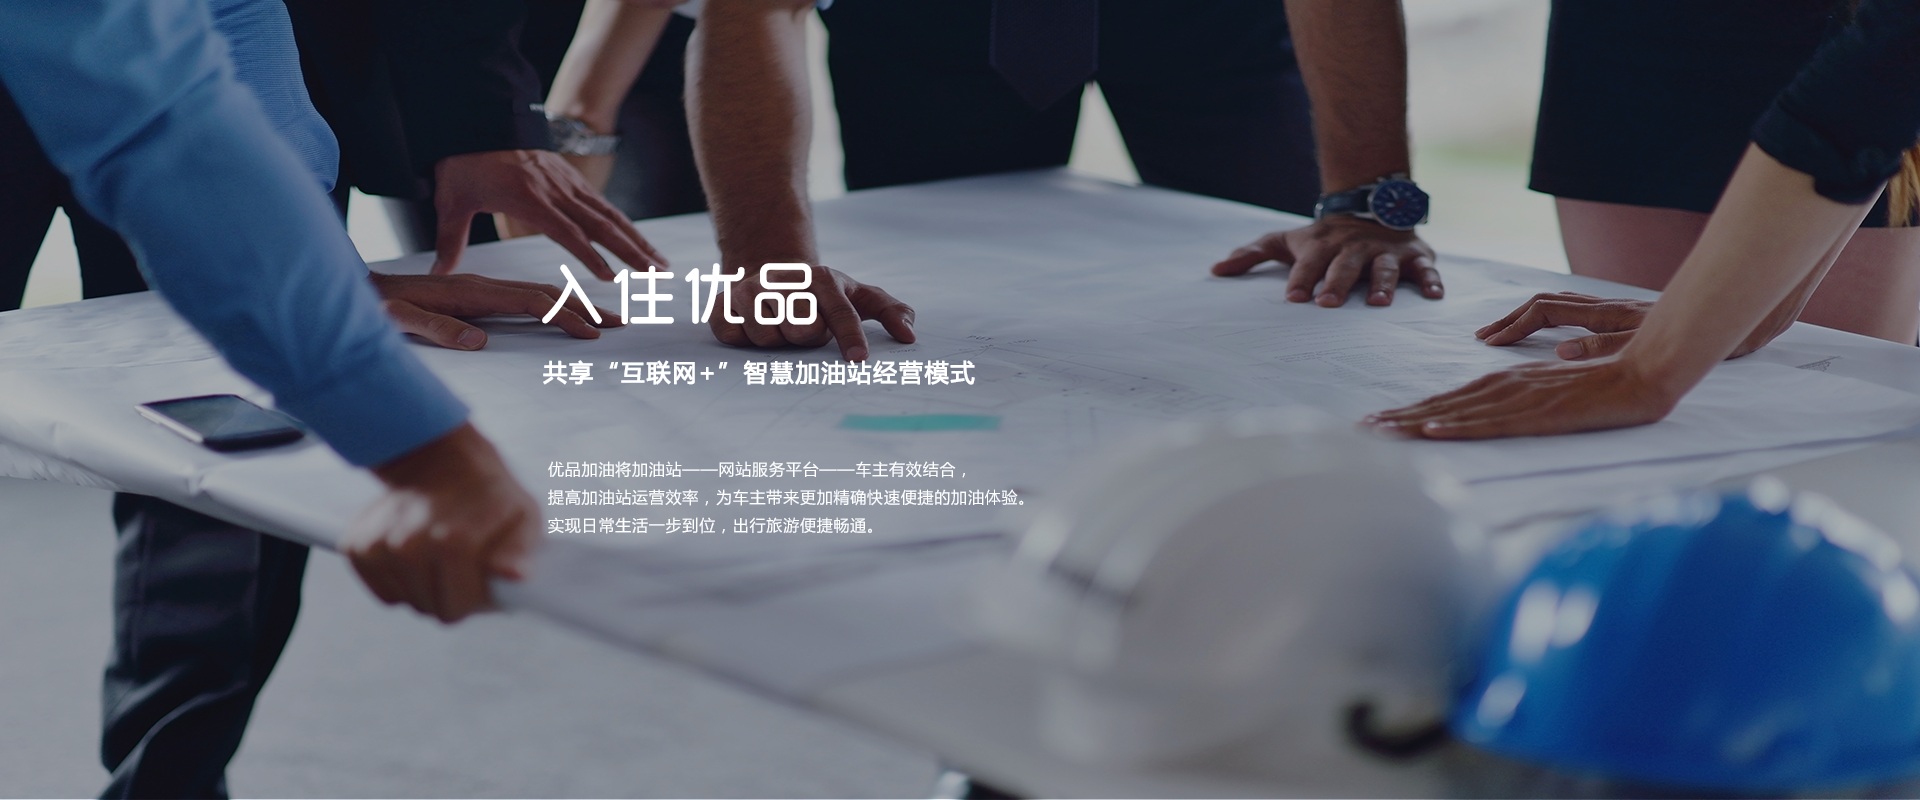 入住优品
共享“互联网+”智慧加油站经营模式
优品加油将加油站——网站服务平台——车主有效结合，
提高加油站运营效率，为车主带来更加精确快速便捷的加油体验。
实现日常生活一步到位，出行旅游便捷畅通。